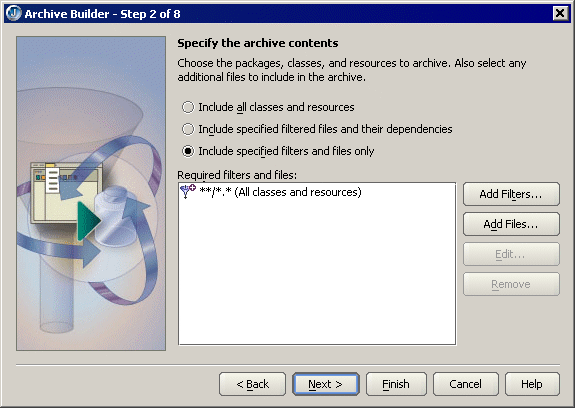 Archive Builder - Step 2 of 8
Specify the archive contents
Choose the packages, classes, and resources to archive. Also select any
additional files to include in the archive.
Include all classes and resources
Include specified filtered files and their dependencies
Include specified filters and files only
Required filters and files:
**/*.* (All classes and resources)
Add Filters...
Add Files...
Edit...
Remove
< Back
Next >
Finish
Cancel
Help